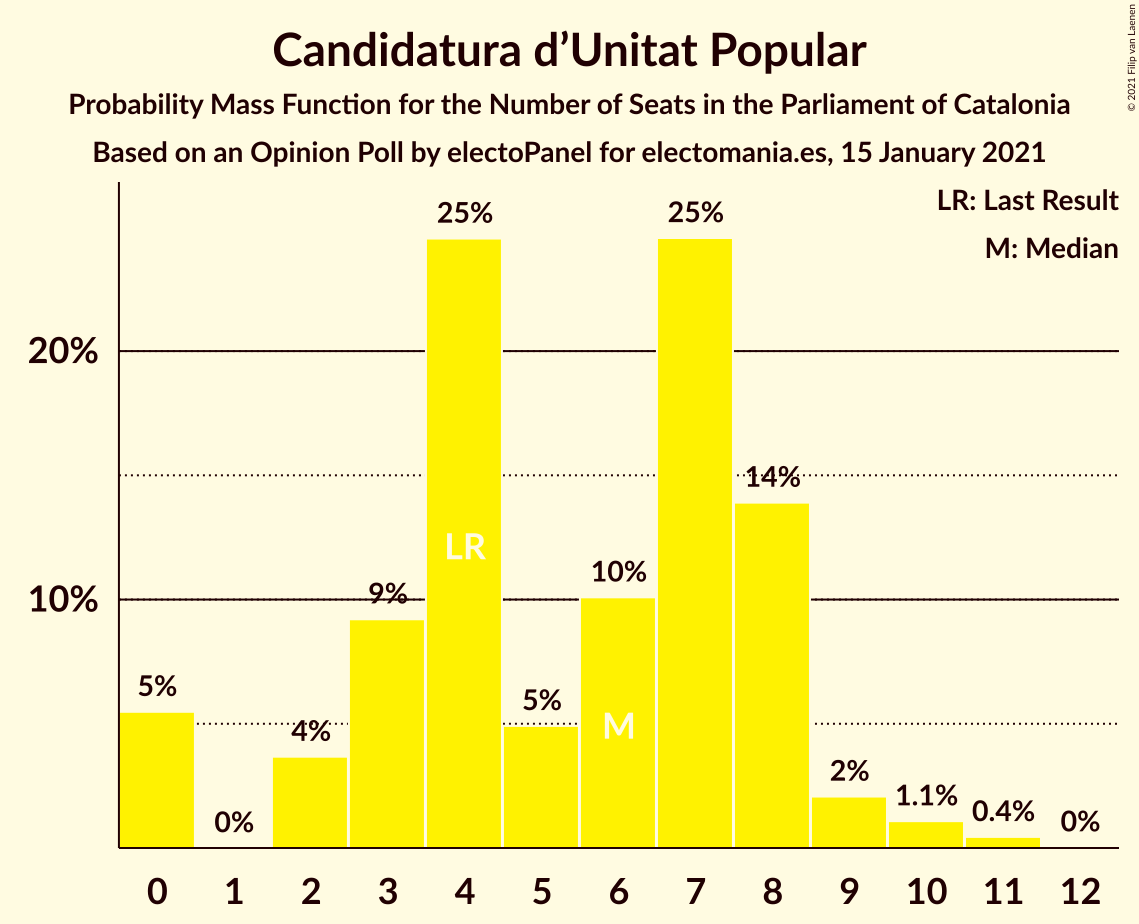 Candidatura d’Unitat Popular
Probability Mass Function for the Number of Seats in the Parliament of Catalonia
Based on an Opinion Poll by electoPanel for electomania.es, 15 January 2021
© 2021 Filip van Laenen
LR: Last Result
M: Median
25% 25%
20%
14%
LR
10%
9%
10%
5%
4%
5%
M
0%
2%
1.1%
0.4%
0%
0 1 2 3 4 5 6 7 8 9 10 11 12